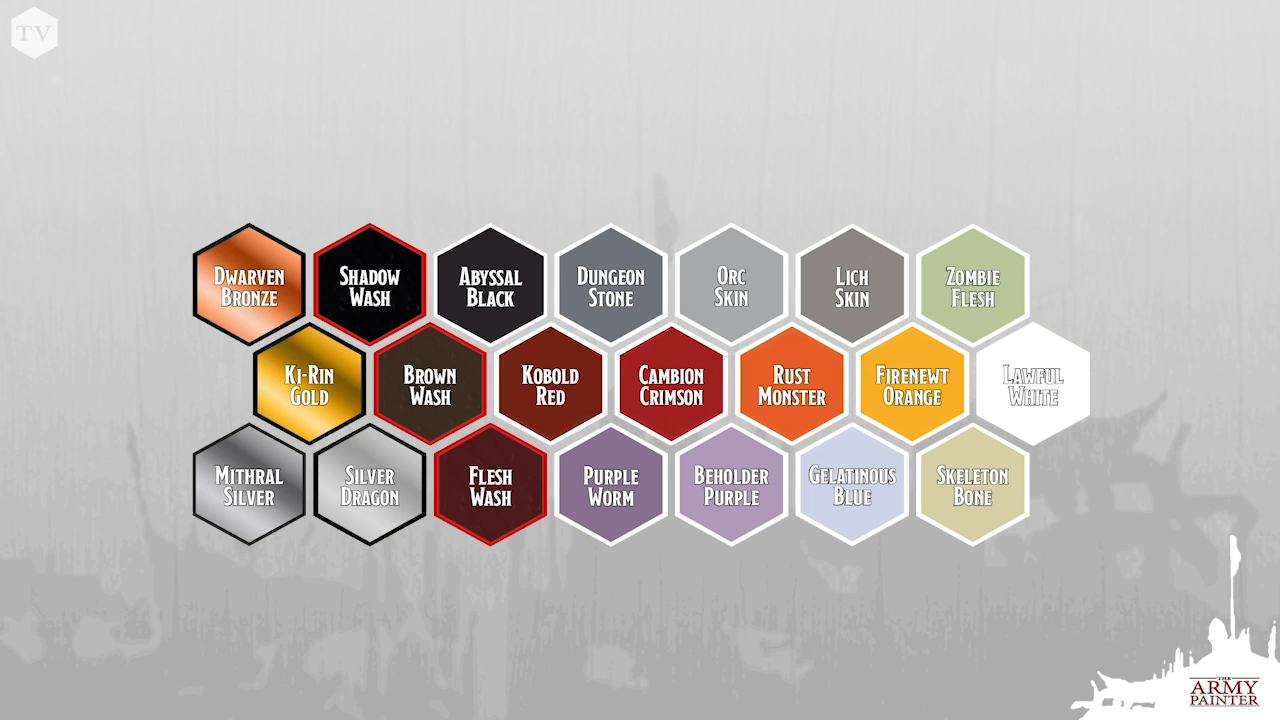 TV
DWARVEN
BRONZE
SHADOW
WASH
ABYSSAL
BLACK
DUNGEON
STONE
ORC
SKIN
LICH
SKIN
ZOMBIE
FLESH
KI-RIN
GOLD
BROWN
WASH
KOBOLD
RED
CAMBION
CRIMSON
RUST
MONSTER
FIRENEWT
ORANGE
LAWFUL
WHITE
MITHRAL
SILVER
SILVER
DRAGON
FLESH
WASH
PURPLE
WORM
BEHOLDER
PURPLE
GELATINOUS
BLUE
SKELETON
BONE
THE
ARMY
PAINTER